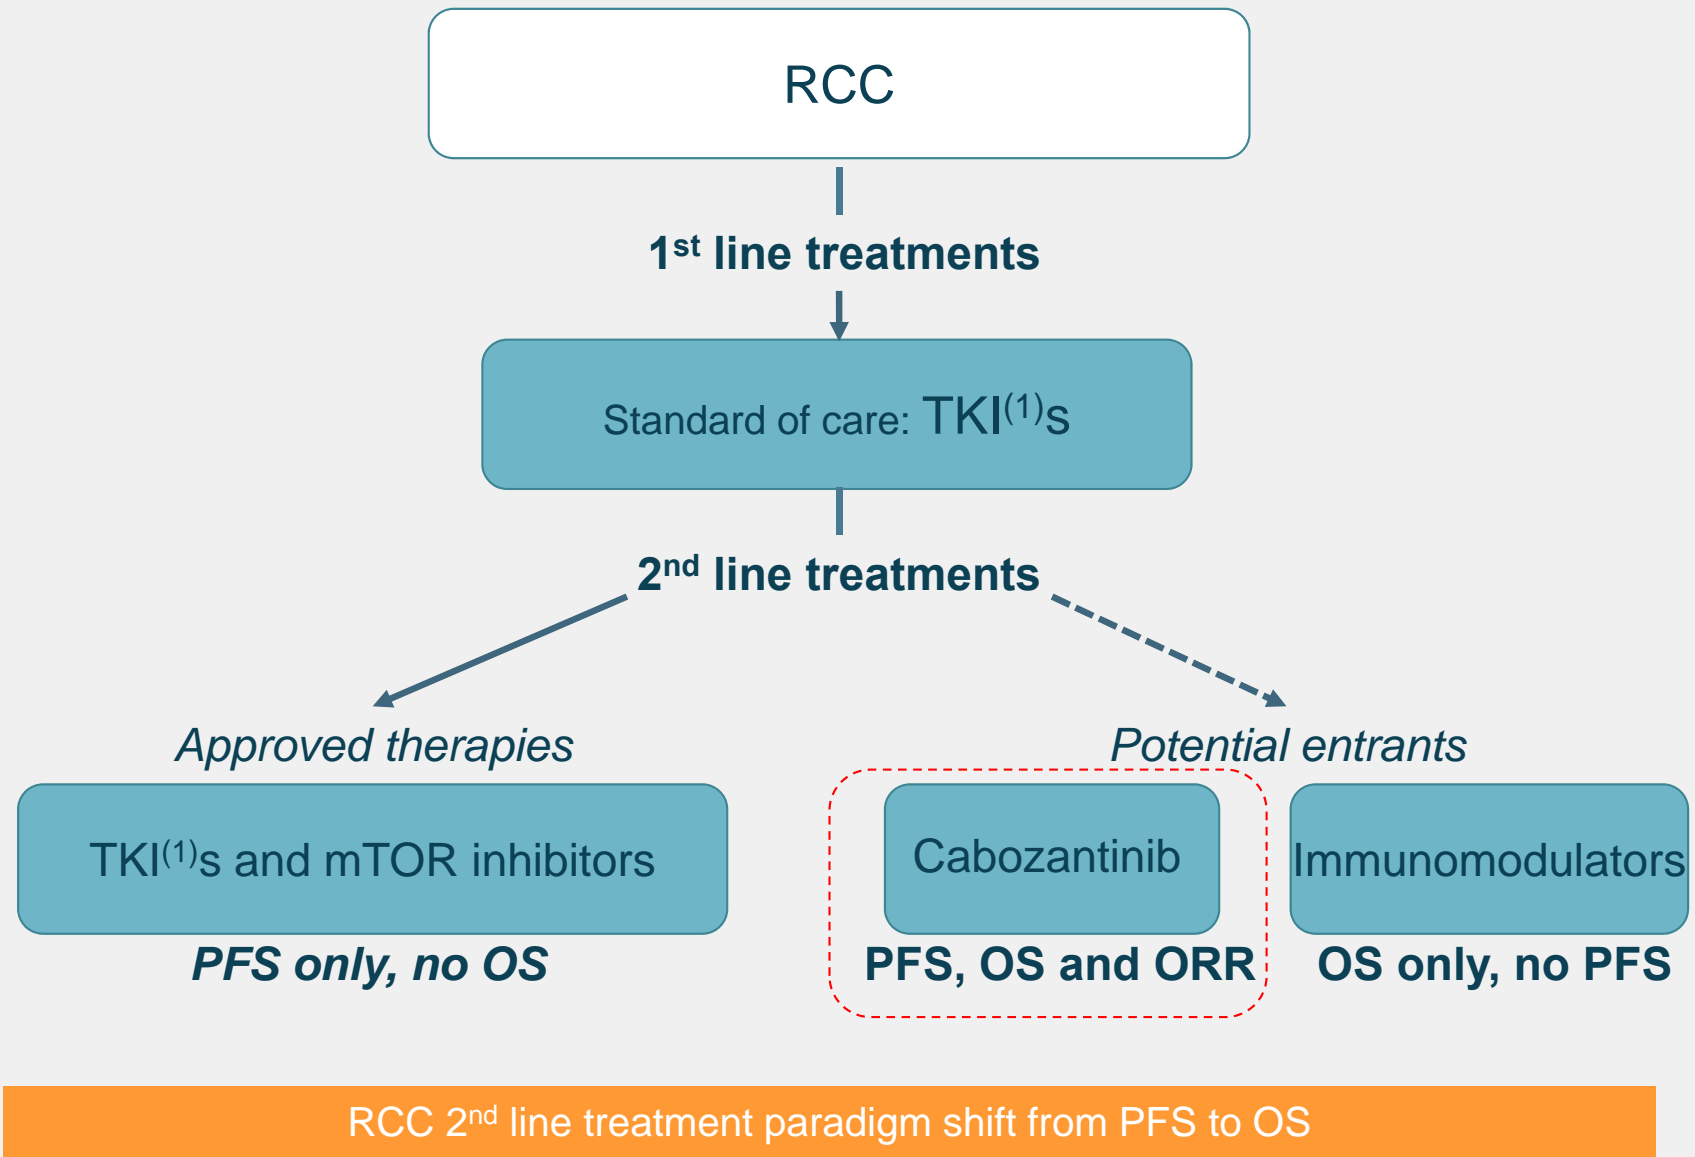 RCC
1st line treatments
Standard of care: TKI(1)s
2nd line treatments
Approved therapies
Potential entrants
TKI(1)s and mTOR inhibitors
Cabozantinib
Immunomodulators
PFS only, no OS
PFS, OS and ORR
OS only, no PFS
RCC 2nd line treatment paradigm shift from PFS to OS